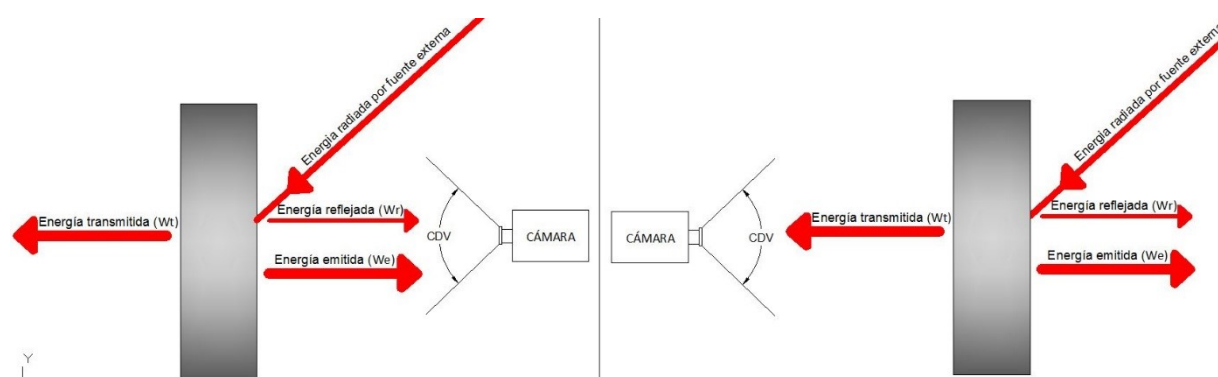 Energía radiada por fuente externa
Energía transmitida (Wt)
Energía reflejada (Wr)
Energía emitida (We)
CDV
CÁMARA
Y
CÁMARA
CDV
Energía transmitida (Wt)
Energía radiada por fuente externa
Energía reflejada (Wr)
Energía emitida (We)